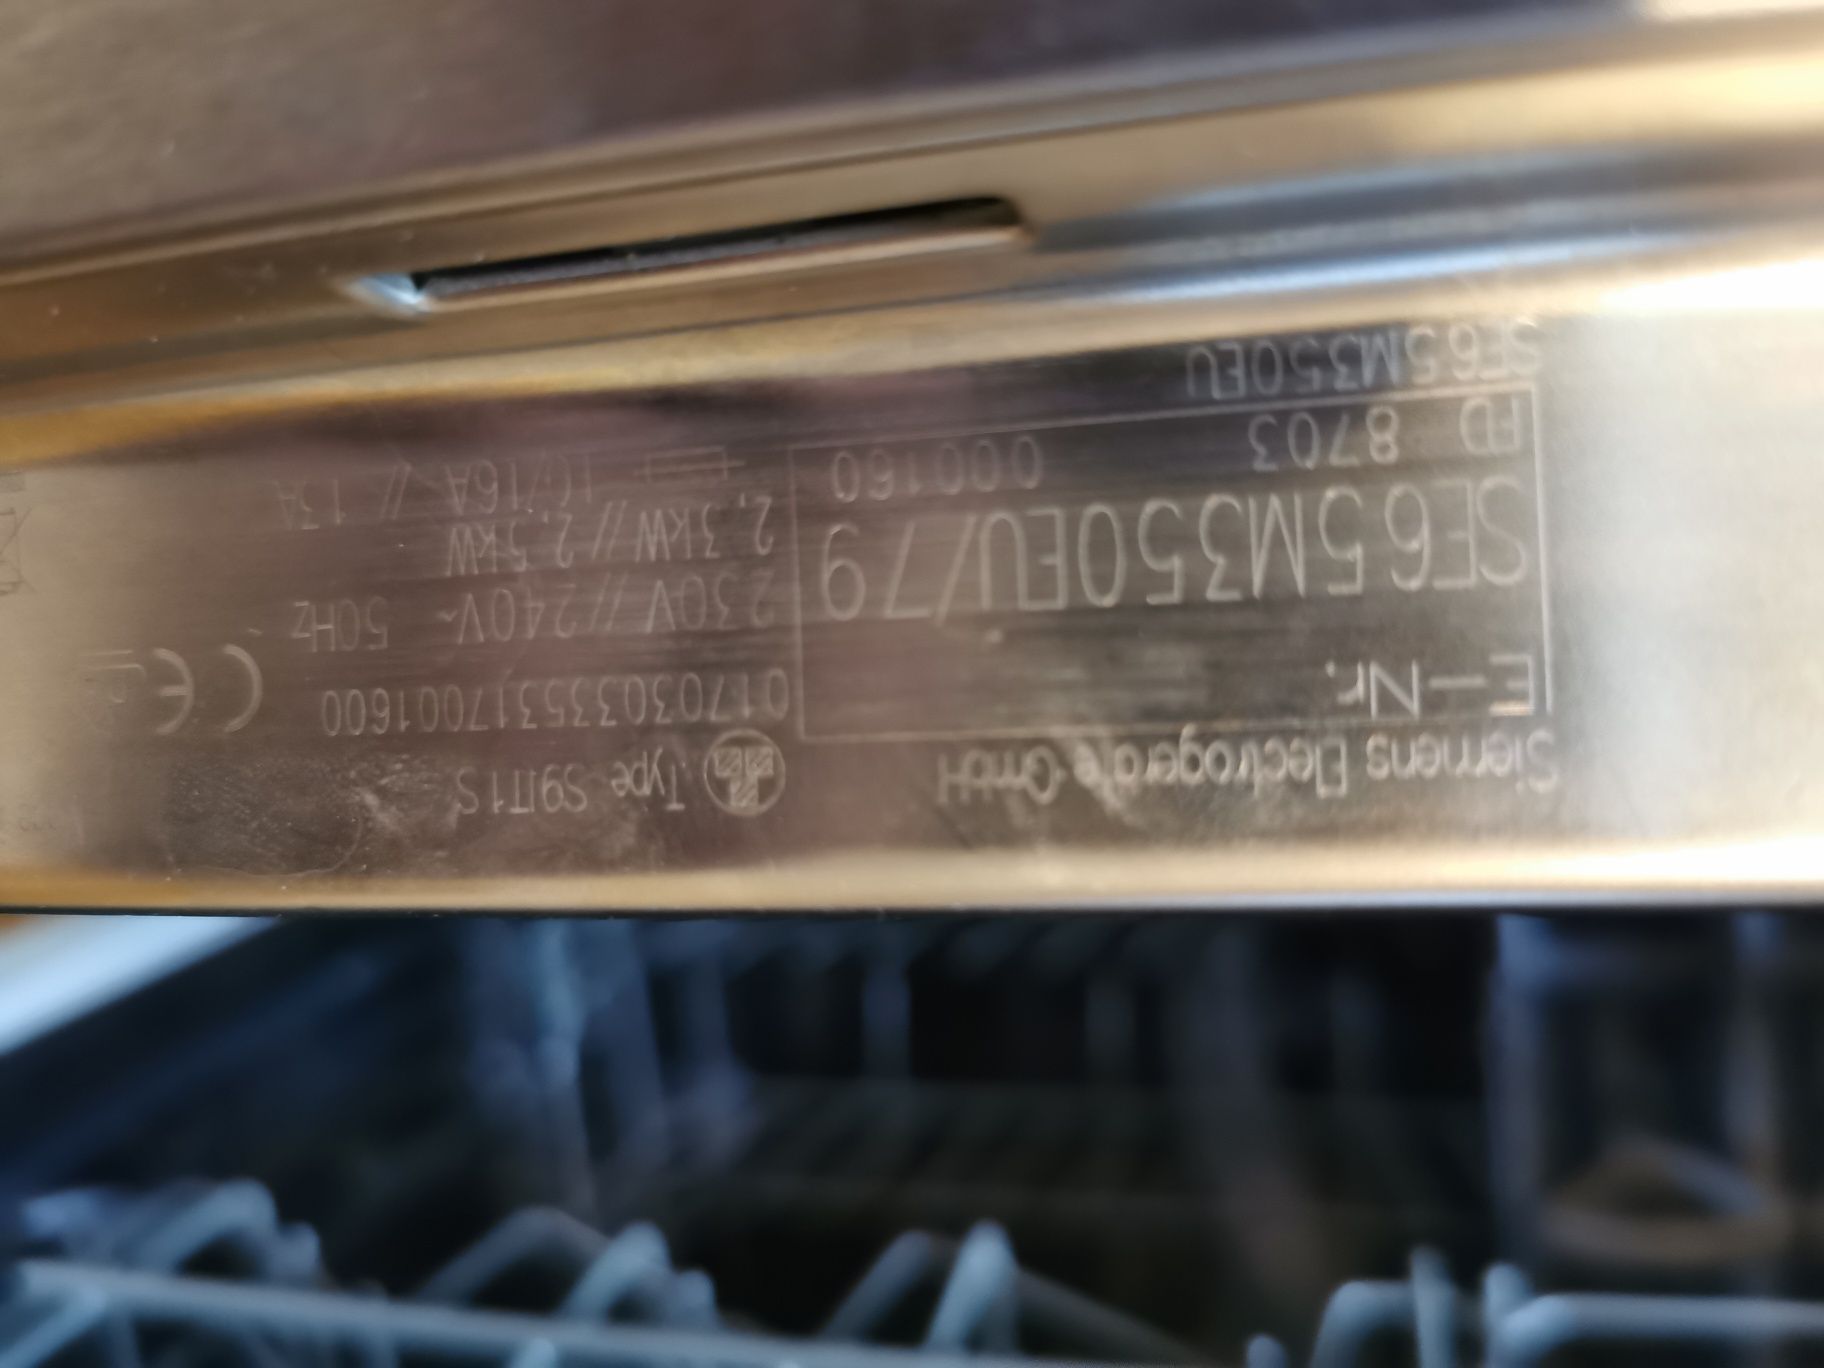 Siemens Electrogeräte GmbH
E-Nr.
SE65M350EU/79
FD 8703 000160
SE65M350EU
Type S9IT1S
017030335317001600
230V//240V~ 50Hz
2,3kW//2,5kW
10/16A // 13A
CE